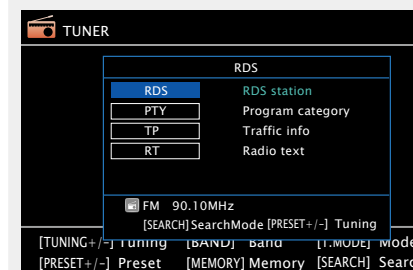 TUNER
RDS
RDS RDS station
PTY Program category
TP Traffic info
RT Radio text
FM 90.10MHz
[SEARCH] SearchMode [PRESET+/-] Tuning
[TUNING+/-] Tuning [BAND] Band [T.MODE] Mode
[PRESET+/-] Preset [MEMORY] Memory [SEARCH] Searc